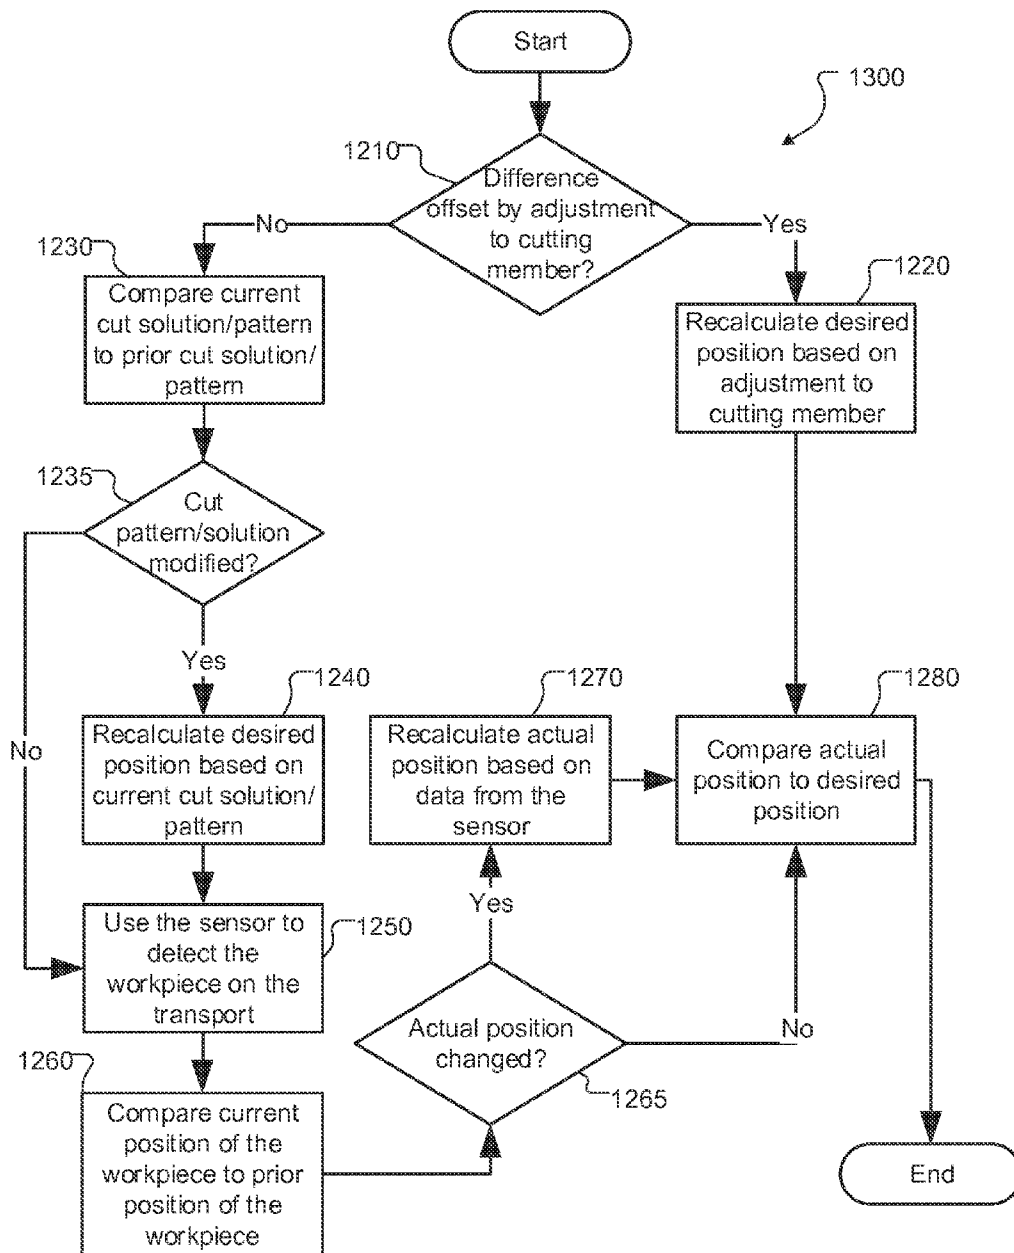 Start
1300
1210
Difference
offset by adjustment
to cutting
member?
No
Yes
1230
Compare current
cut solution/pattern
to prior cut solution/
pattern
1220
Recalculate desired
position based on
adjustment to
cutting member
1235
Cut
pattern/solution
modified?
Yes
No
1240
Recalculate desired
position based on
current cut solution/
pattern
1270
Recalculate actual
position based on
data from the
sensor
1280
Compare actual
position to desired
position
Yes
Use the sensor to
detect the
workpiece on the
transport
1250
Actual position
changed?
No
1265
1260
Compare current
position of the
workpiece to prior
position of the
workpiece
End